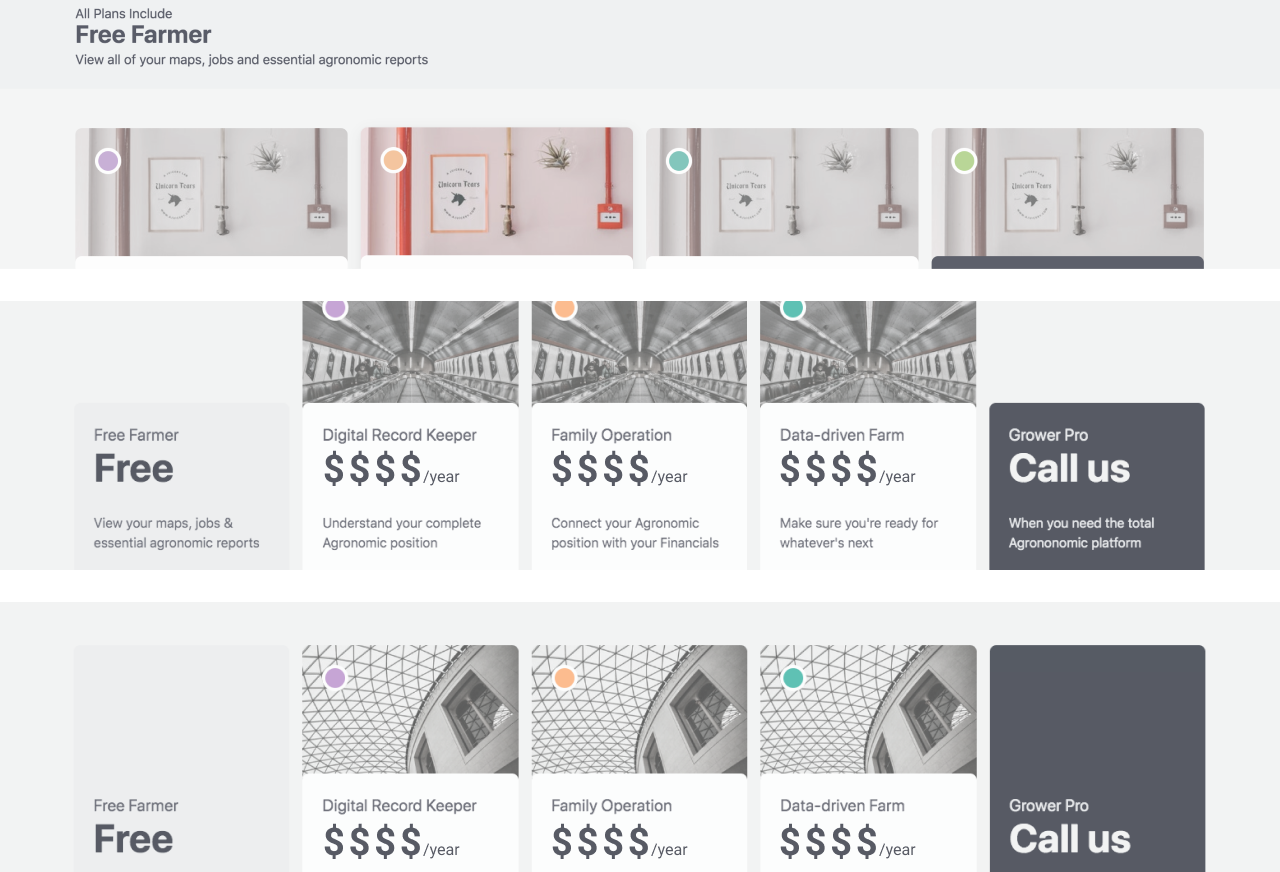 All Plans Include
Free Farmer
View all of your maps, jobs and essential agronomic reports
Unicorn Tears
Unicorn Tears
Unicorn Tears
Unicorn Tears
Free Farmer
Free
View your maps, jobs &
essential agronomic reports
Digital Record Keeper
$$$$/year
Understand your complete
Agronomic position
Family Operation
$$$$/year
Connect your Agronomic
position with your Financials
Data-driven Farm
$$$$/year
Make sure you're ready for
whatever's next
Grower Pro
Call us
When you need the total
Agrononomic platform
Free Farmer
Free
Digital Record Keeper
$$$$/year
Family Operation
$$$$/year
Data-driven Farm
$$$$/year
Grower Pro
Call us